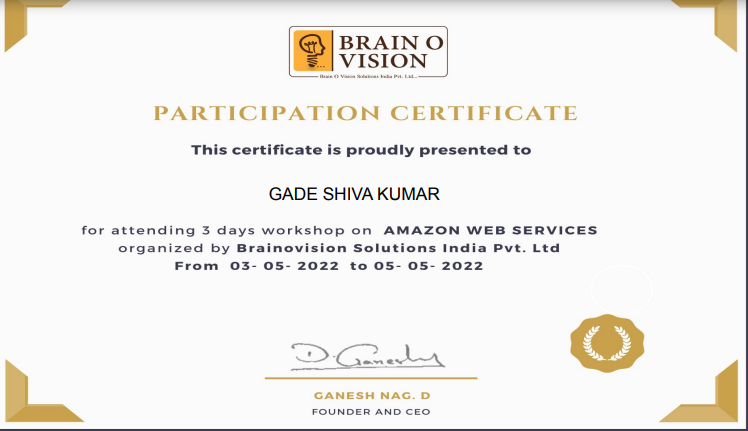 BRAIN O
VISION
Brain O Vision Solutions India Pvt. Ltd..
PARTICIPATION CERTIFICATE
This certificate is proudly presented to
GADE SHIVA KUMAR
for attending 3 days workshop on AMAZON WEB SERVICES
organized by Brainovision Solutions India Pvt. Ltd
From 03- 05- 2022 to 05- 05- 2022
D. Ganesh
GANESH NAG. D
FOUNDER AND CEO